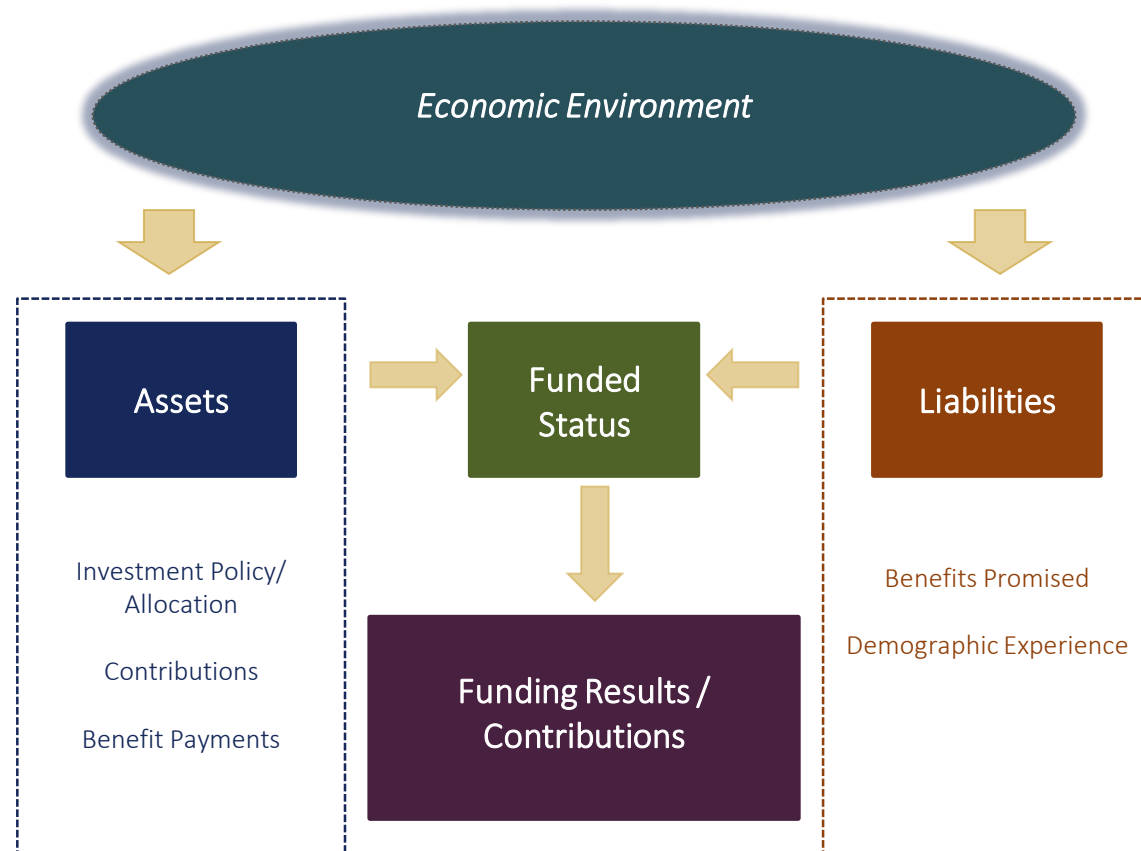 Economic Environment
Assets
Funded
Status
Liabilities
Investment Policy/
Allocation
Contributions
Benefit Payments
Benefits Promised
Demographic Experience
Funding Results /
Contributions